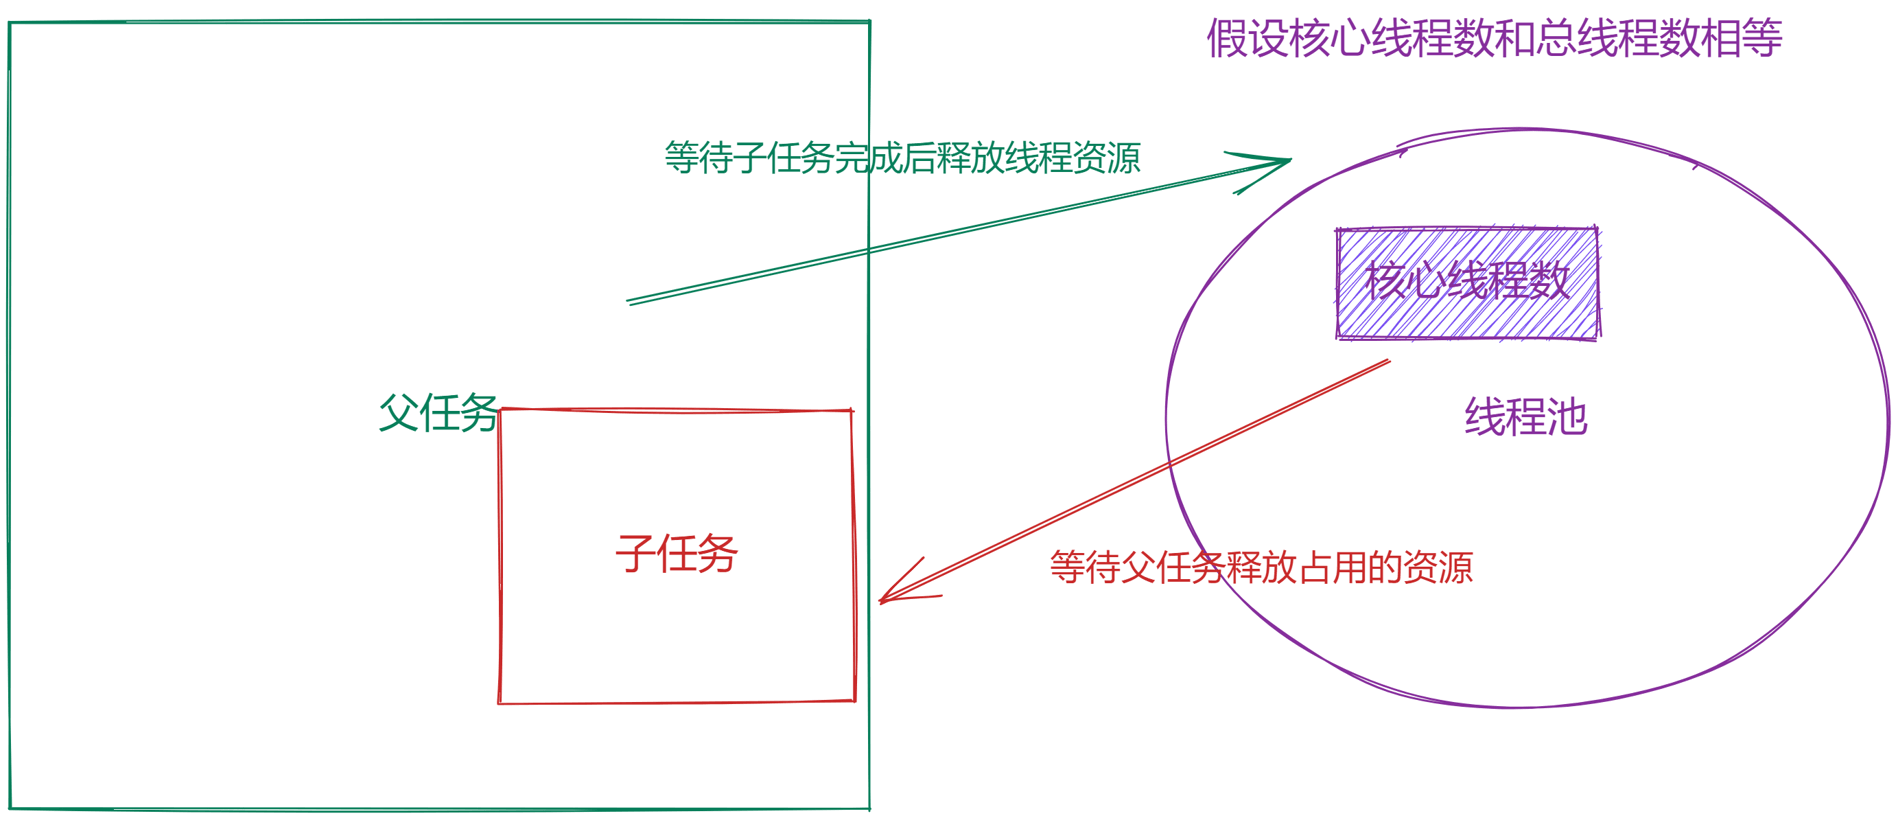 假设核心线程数和总线程数相等
等待子任务完成后释放线程资源
核心线程数
父任务
线程池
子任务
等待父任务释放占用的资源